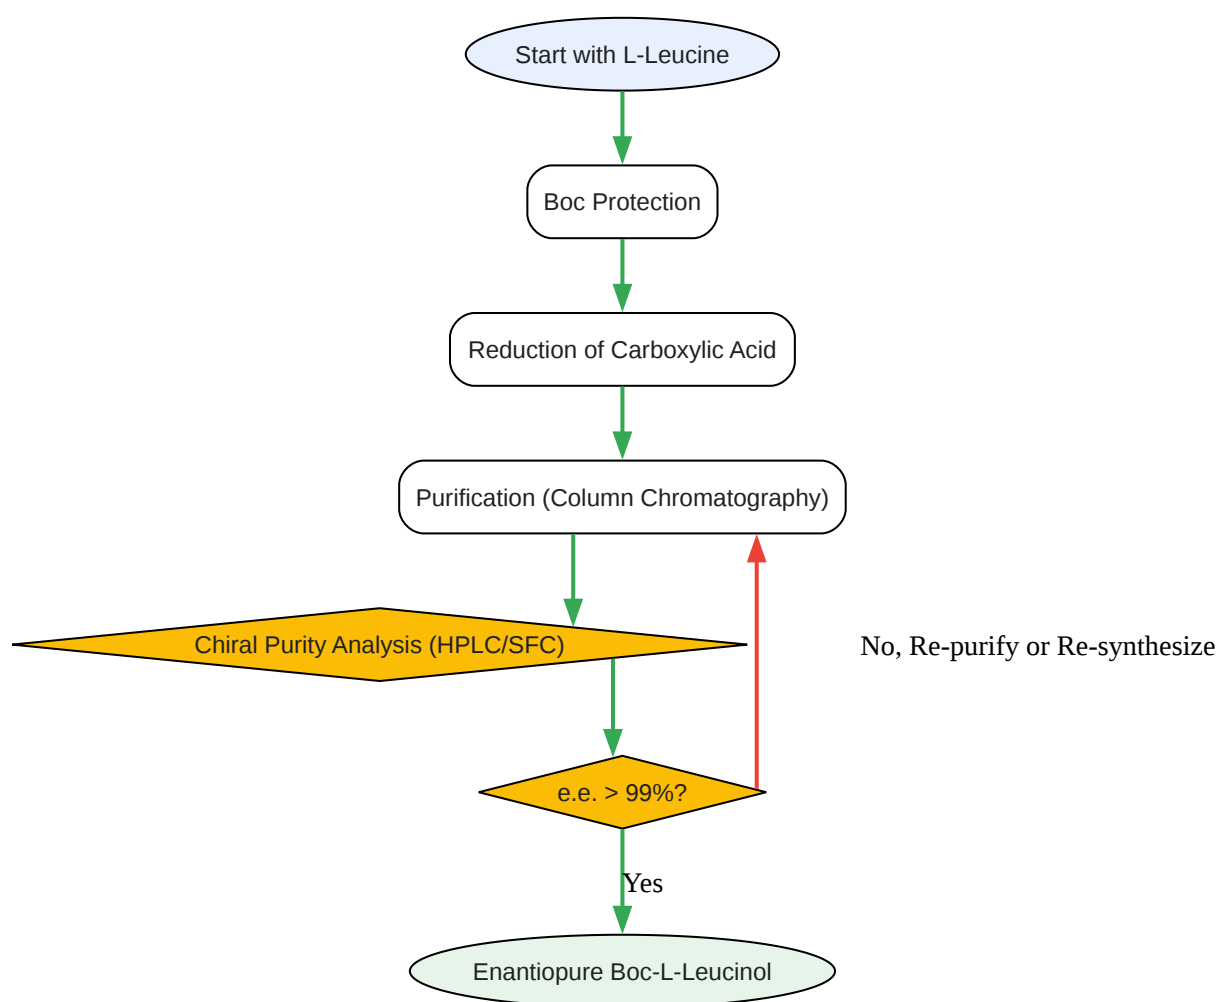 Start with L-Leucine
Boc Protection
Reduction of Carboxylic Acid
Purification (Column Chromatography)
Chiral Purity Analysis (HPLC/SFC)
No, Re-purify or Re-synthesize
e.e. > 99%?
Yes
Enantiopure Boc-L-Leucinol